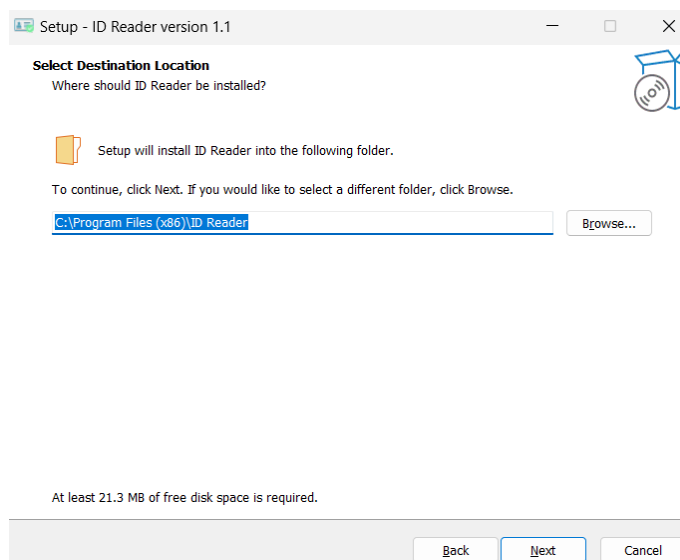 Setup - ID Reader version 1.1
Select Destination Location
Where should ID Reader be installed?
Setup will install ID Reader into the following folder.
To continue, click Next. If you would like to select a different folder, click Browse.
C:\Program Files (x86)\ID Reader
Browse...
At least 21.3 MB of free disk space is required.
Back
Next
Cancel